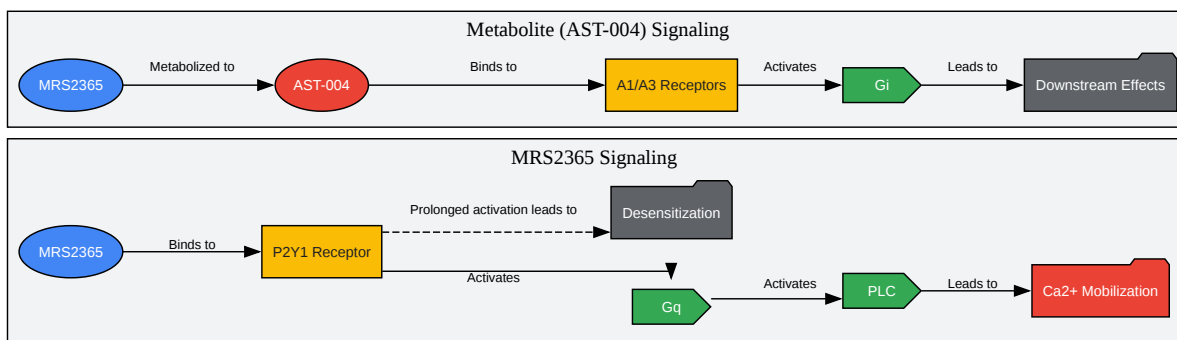 Metabolite (AST-004) Signaling
MRS2365
Metabolized to
AST-004
Binds to
A1/A3 Receptors
Activates
Gi
Leads to
Downstream Effects
MRS2365 Signaling
MRS2365
Binds to
P2Y1 Receptor
Prolonged activation leads to
Desensitization
Activates
Gq
Activates
PLC
Leads to
Ca2+ Mobilization